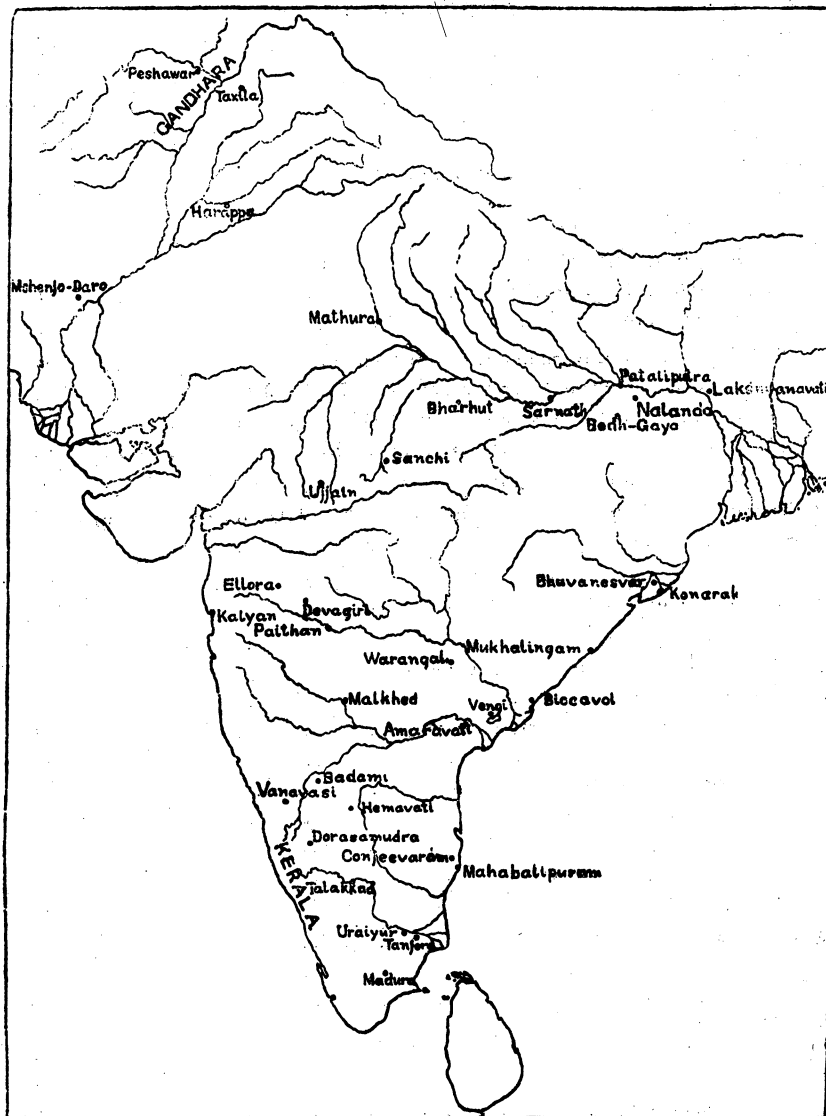 Peshawar
GANDHARA
Taxila
Harappa
Mohenjo-Daro
Mathura
Patalipulra
Bharhut
Sarnath
Nalanda
Bodh-Gaya
Sanchi
Ujjain
Ellora
Bhuvanesvar
Konarak
Devagiri
Kalyan
Paithan
Mukhalingam
Warangal
Malkhed
Vengi
Biccavol
Amaravati
Badami
Vanavasi
Hemavati
Dorasamudra
KERALA
Conjeevaram
Mahabalipuram
Talakkad
Uraiyur
Tanjore
Madura